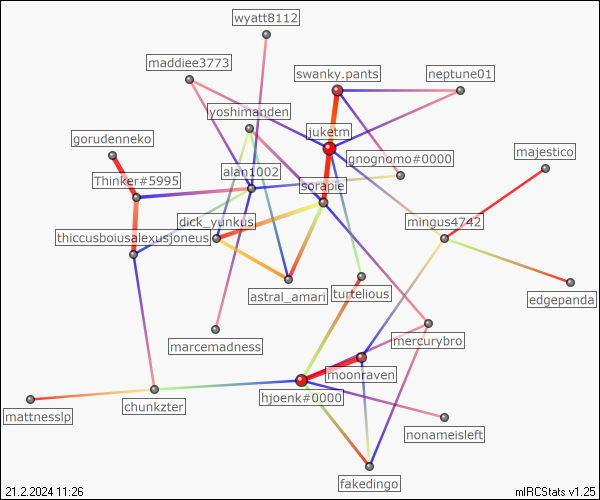 wyatt8112
maddiee3773
swanky.pants
neptune01
yoshimanden
juketm
gorudenneko
gnognomo#0000
majestico
Thinker#5995
alan1002
sorapie
dick_yunkus
mingus4742
thiccusboiusalexusjoneus
astral_amari
turtelious
edgepanda
marcemadness
mercurybro
moonraven
hjoenk#0000
mattnesslp
chunkzter
nonameisleft
fakedingo
21.2.2024 11:26
mIRCStats v1.25